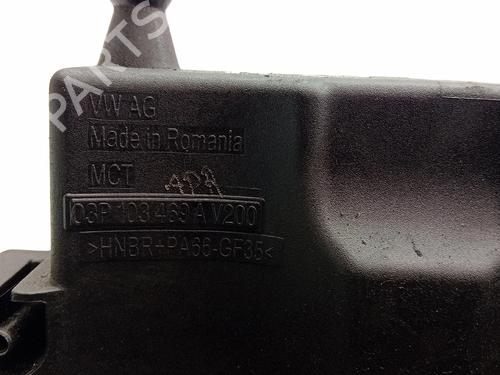 VW AG
Made in Romania
MCT
03P 103 469 A V200
>HNBR+PA66-GF35<
PARTS